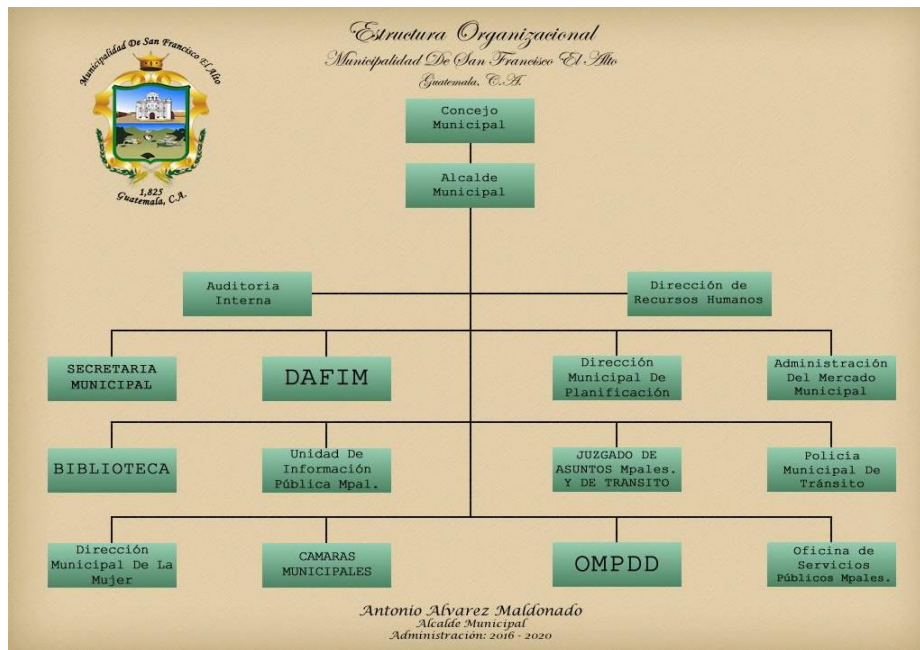 Municipalidad De San Francisco El Alto
1,825
Guatemala, C.A.
Estructura Organizacional
Municipalidad De San Francisco El Alto
Guatemala, C.A.
Concejo
Municipal
Alcalde
Municipal
Auditoria
Interna
Dirección de
Recursos Humanos
SECRETARIA
MUNICIPAL
DAFIM
Dirección
Municipal De
Planificación
Administración
Del Mercado
Municipal
BIBLIOTECA
Unidad De
Información
Pública Mpal.
JUZGADO DE
ASUNTOS Mpales.
Y DE TRANSITO
Policía
Municipal De
Tránsito
Dirección
Municipal De La
Mujer
CAMARAS
MUNICIPALES
OMPDD
Oficina de
Servicios
Públicos Mpales.
Antonio Alvarez Maldonado
Alcalde Municipal
Administración: 2016 - 2020